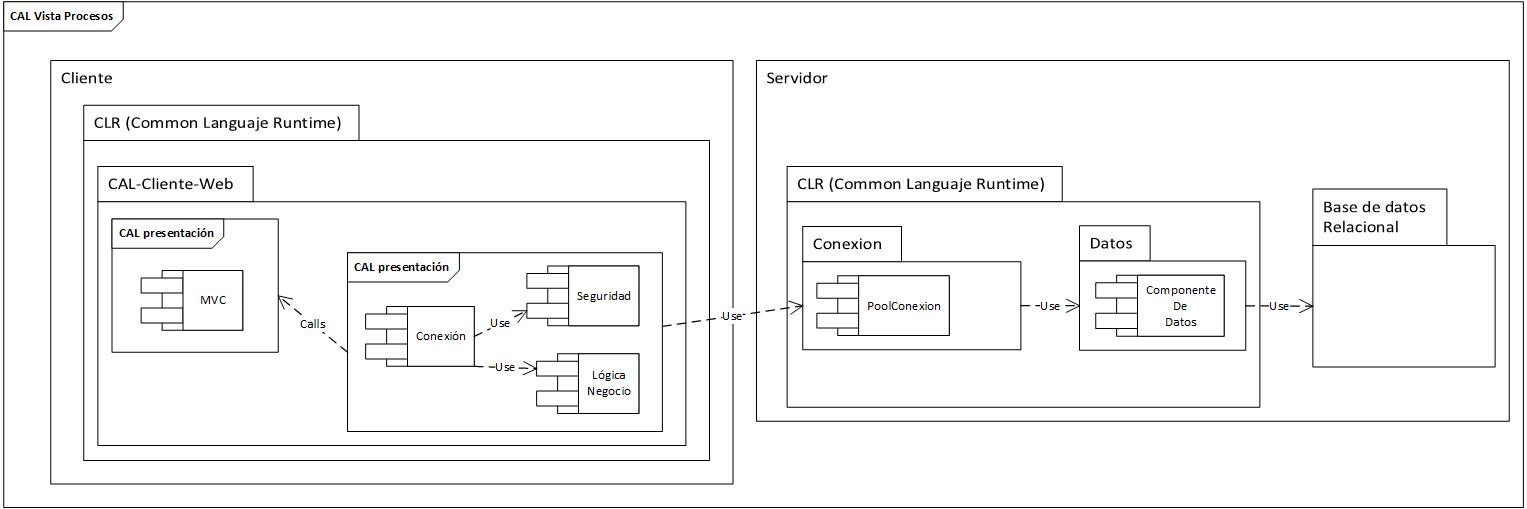 CAL Vista Procesos
Cliente
CLR (Common Languaje Runtime)
CAL-Cliente-Web
CAL presentación
MVC
Calls
CAL presentación
Conexión
Use
Seguridad
Use
Lógica
Negocio
Use
Servidor
CLR (Common Languaje Runtime)
Conexion
PoolConexion
Use
Datos
Componente
De
Datos
Use
Base de datos
Relacional